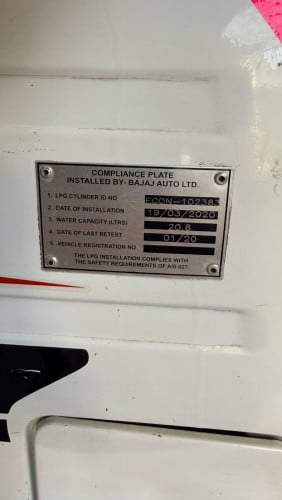 COMPLIANCE PLATE
INSTALLED BY- BAJAJ AUTO LTD.
1. LPG CYLINDER ID NO ECON-102383
2. DATE OF INSTALLATION 19/03/2020
3. WATER CAPACITY (LTRS) 20.6
4. DATE OF LAST RETEST 01/20
5. VEHICLE REGISTRATION NO
THE LPG INSTALLATION COMPLIES WITH
THE SAFETY REQUIREMENTS OF AIS 027.